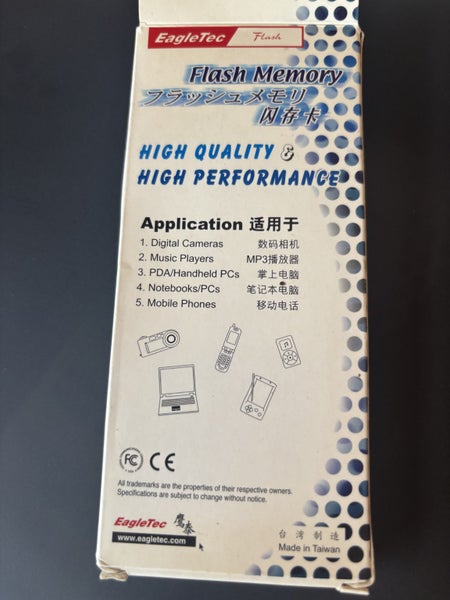 EagleTec Flash
Flash Memory
フラッシュメモリ
闪存卡
HIGH QUALITY &
HIGH PERFORMANCE
Application 适用于
1. Digital Cameras 数码相机
2. Music Players MP3播放器
3. PDA/Handheld PCs 掌上电脑
4. Notebooks/PCs 笔记本电脑
5. Mobile Phones 移动电话
FC CE
All trademarks are the properties of their respective owners.
Specifications are subject to change without notice.
EagleTec 鹰泰
www.eagletec.com
台湾制造
Made in Taiwan